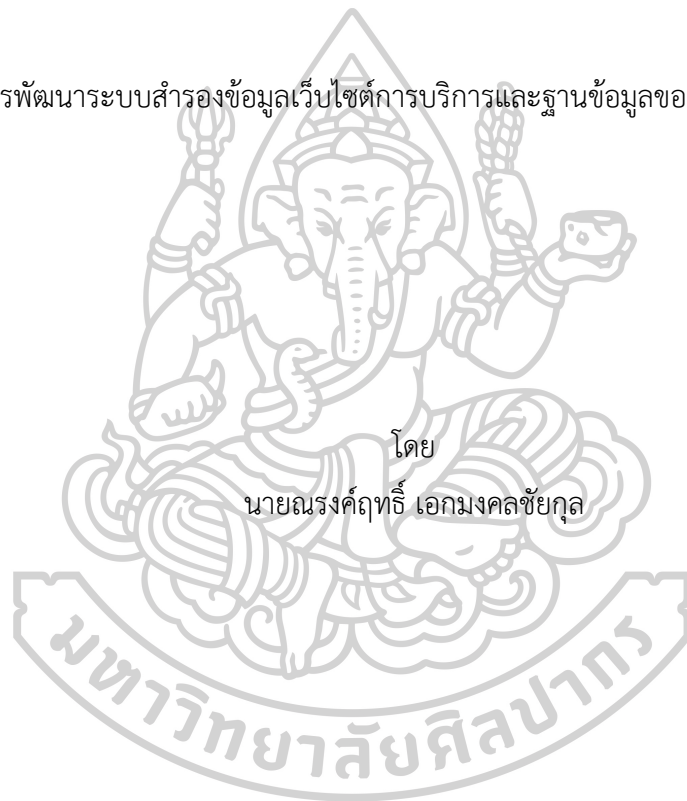 รพัฒนาระบบสำรองข้อมูลเว็บไซต์การบริการและฐานข้อมูลขอ
โดย
นายณรงค์ฤทธิ์ เอกมงคลชัยกุล
มหาวิทยาลัยศิลปากร